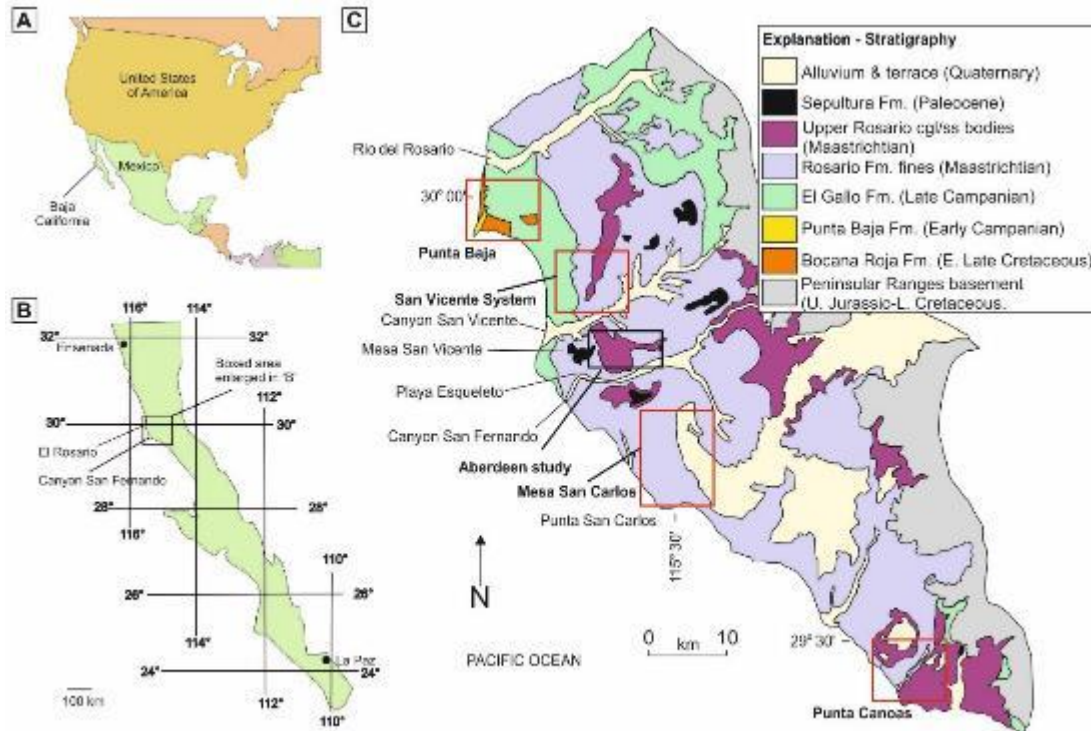 A
United States
of America
Mexico
Baja
California
B
116°
114°
32°
32°
Ensenada
Boxed area
enlarged in 'B'
112°
30°
30°
El Rosario
Canyon San Fernando
28°
28°
116°
110°
26°
26°
114°
La Paz
24°
24°
100 km
112°
110°
C
Rio del Rosario
30° 00'
Punta Baja
San Vicente System
Canyon San Vicente
Mesa San Vicente
Playa Esqueleto
Canyon San Fernando
Aberdeen study
Mesa San Carlos
Punta San Carlos
115° 30'
N
0 10
km
PACIFIC OCEAN
29° 30'
Punta Canoas
Explanation - Stratigraphy
Alluvium & terrace (Quaternary)
Sepultura Fm. (Paleocene)
Upper Rosario cgl/ss bodies
(Maastrichtian)
Rosario Fm. fines (Maastrichtian)
El Gallo Fm. (Late Campanian)
Punta Baja Fm. (Early Campanian)
Bocana Roja Fm. (E. Late Cretaceous)
Peninsular Ranges basement
(U. Jurassic-L. Cretaceous.